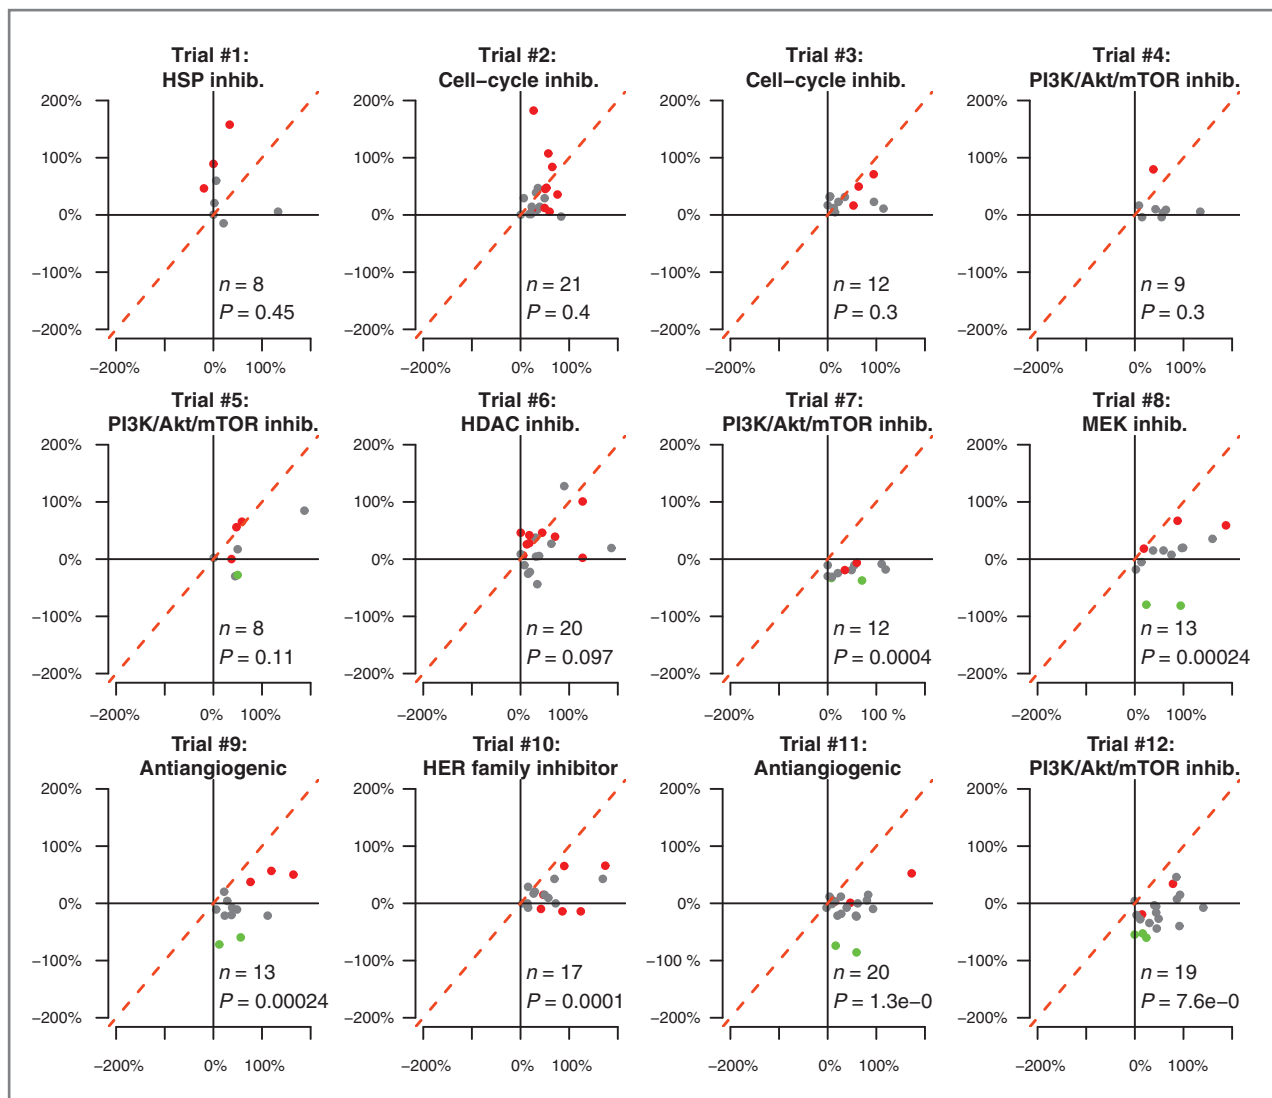 Trial #1:
HSP inhib.
200%
100%
0%
−100%
−200%
n = 8
P = 0.45
−200% 0% 100%
Trial #2:
Cell−cycle inhib.
200%
100%
0%
−100%
−200%
n = 21
P = 0.4
−200% 0% 100%
Trial #3:
Cell−cycle inhib.
200%
100%
0%
−100%
−200%
n = 12
P = 0.3
−200% 0% 100%
Trial #4:
PI3K/Akt/mTOR inhib.
200%
100%
0%
−100%
−200%
n = 9
P = 0.3
−200% 0% 100%
Trial #5:
PI3K/Akt/mTOR inhib.
200%
100%
0%
−100%
−200%
n = 8
P = 0.11
−200% 0% 100%
Trial #6:
HDAC inhib.
200%
100%
0%
−100%
−200%
n = 20
P = 0.097
−200% 0% 100%
Trial #7:
PI3K/Akt/mTOR inhib.
200%
100%
0%
−100%
−200%
n = 12
P = 0.0004
−200% 0% 100 %
Trial #8:
MEK inhib.
200%
100%
0%
−100%
−200%
n = 13
P = 0.00024
−200% 0% 100%
Trial #9:
Antiangiogenic
200%
100%
0%
−100%
−200%
n = 13
P = 0.00024
−200% 0% 100%
Trial #10:
HER family inhibitor
200%
100%
0%
−100%
−200%
n = 17
P = 0.0001
−200% 0% 100%
Trial #11:
Antiangiogenic
200%
100%
0%
−100 %
−200%
n = 20
P = 1.3e−0
−200% 0% 100%
Trial #12:
PI3K/Akt/mTOR inhib.
200%
100%
0%
−100%
−200%
n = 19
P = 7.6e−0
−200% 0% 100%